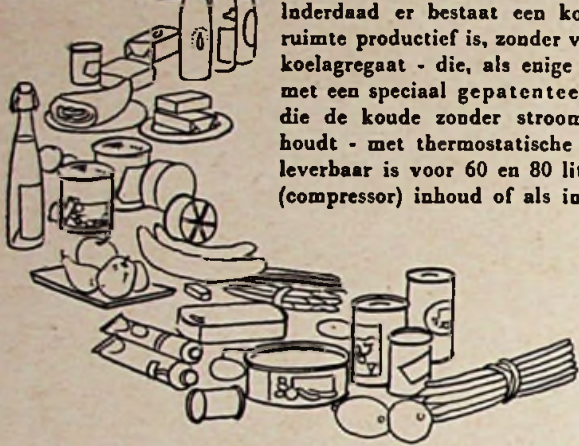 Inderdaad er bestaat een ko
ruimte productief is, zonder v
koelagregaat - die, als enige
met een speciaal gepatentee
die de koude zonder stroom
houdt - met thermostatische
leverbaar is voor 60 en 80 lit
(compressor) inhoud of als in